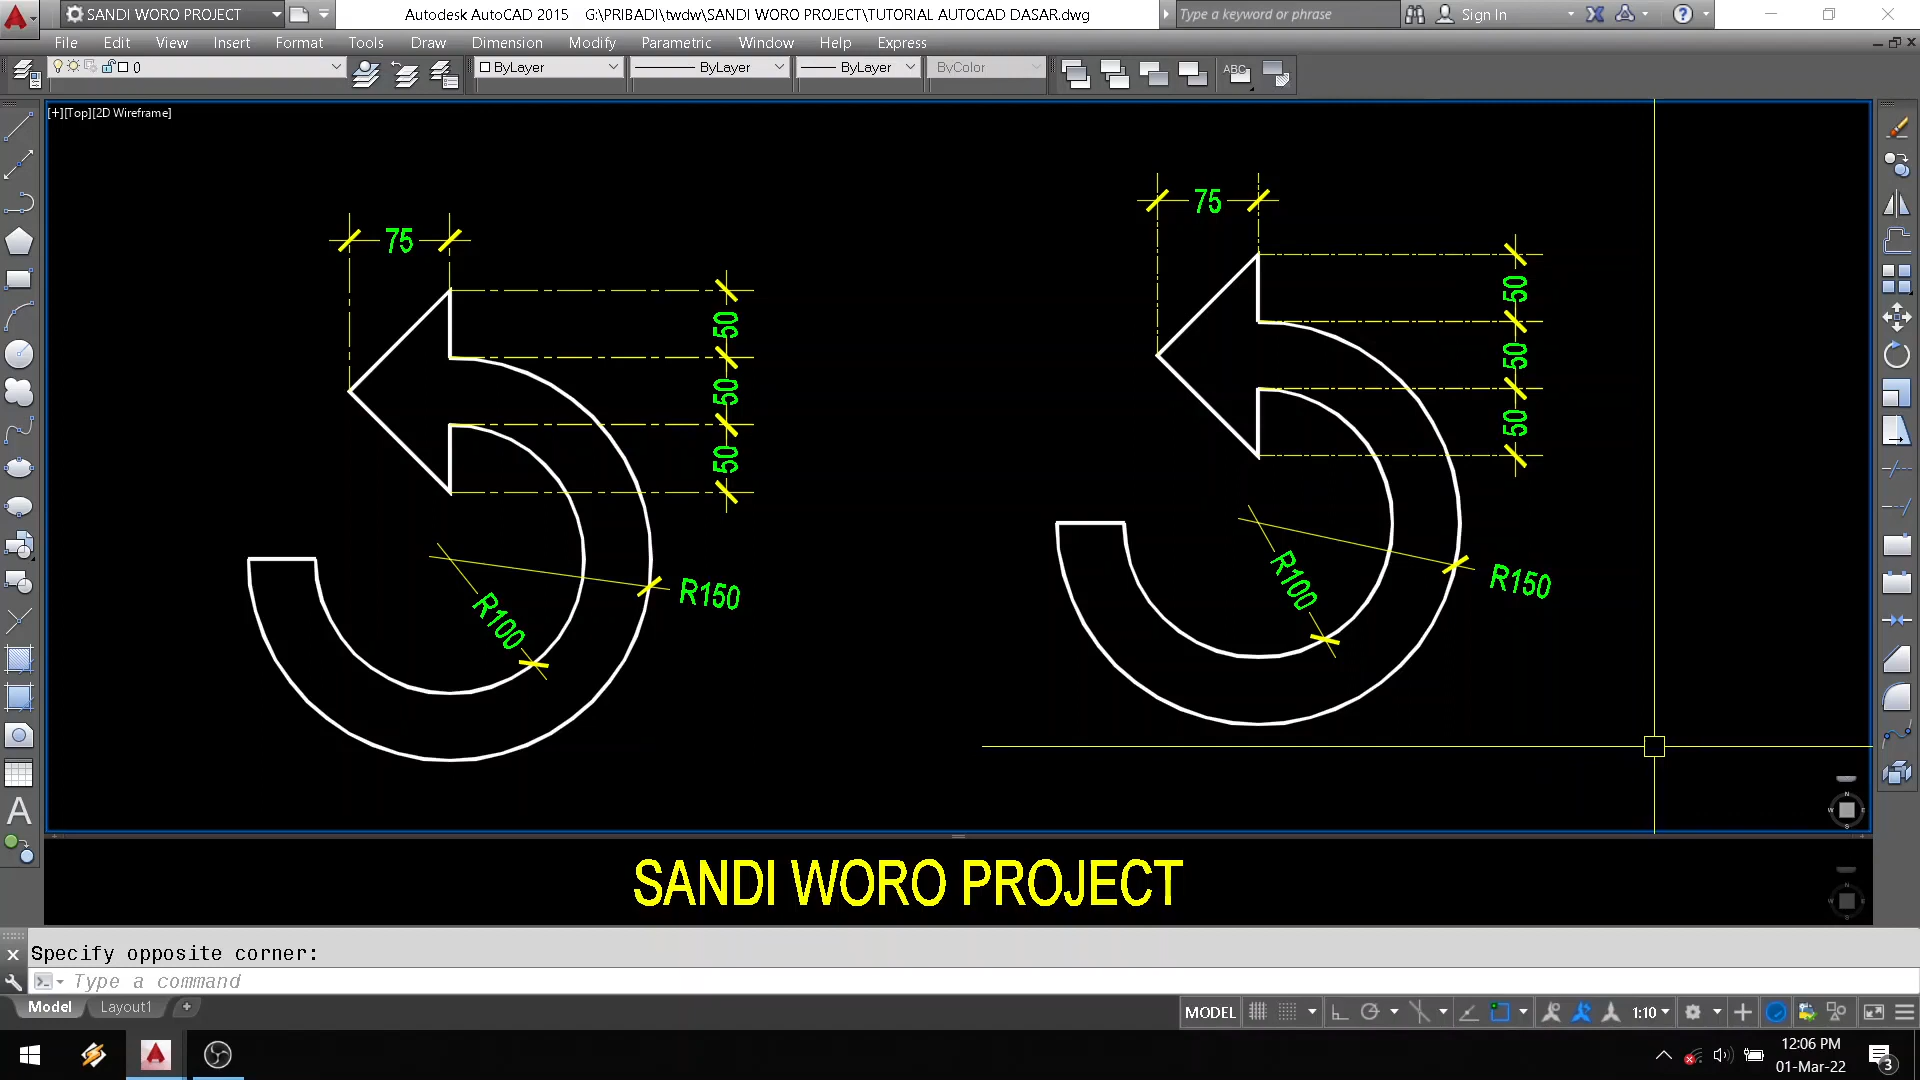 SANDI WORO PROJECT
Autodesk AutoCAD 2015 G:\PRIBADI\twdw\SANDI WORO PROJECT\TUTORIAL AUTOCAD DASAR.dwg
Type a keyword or phrase
Sign In
File Edit View Insert Format Tools Draw Dimension Modify Parametric Window Help Express
0
ByLayer
ByLayer
ByLayer
ByColor
ABC
[+][Top][2D Wireframe]
75
50
50
50
R150
R100
75
50
50
50
R150
R100
SANDI WORO PROJECT
Specify opposite corner:
Type a command
Model Layout1
MODEL
1:10
12:06 PM
01-Mar-22
3